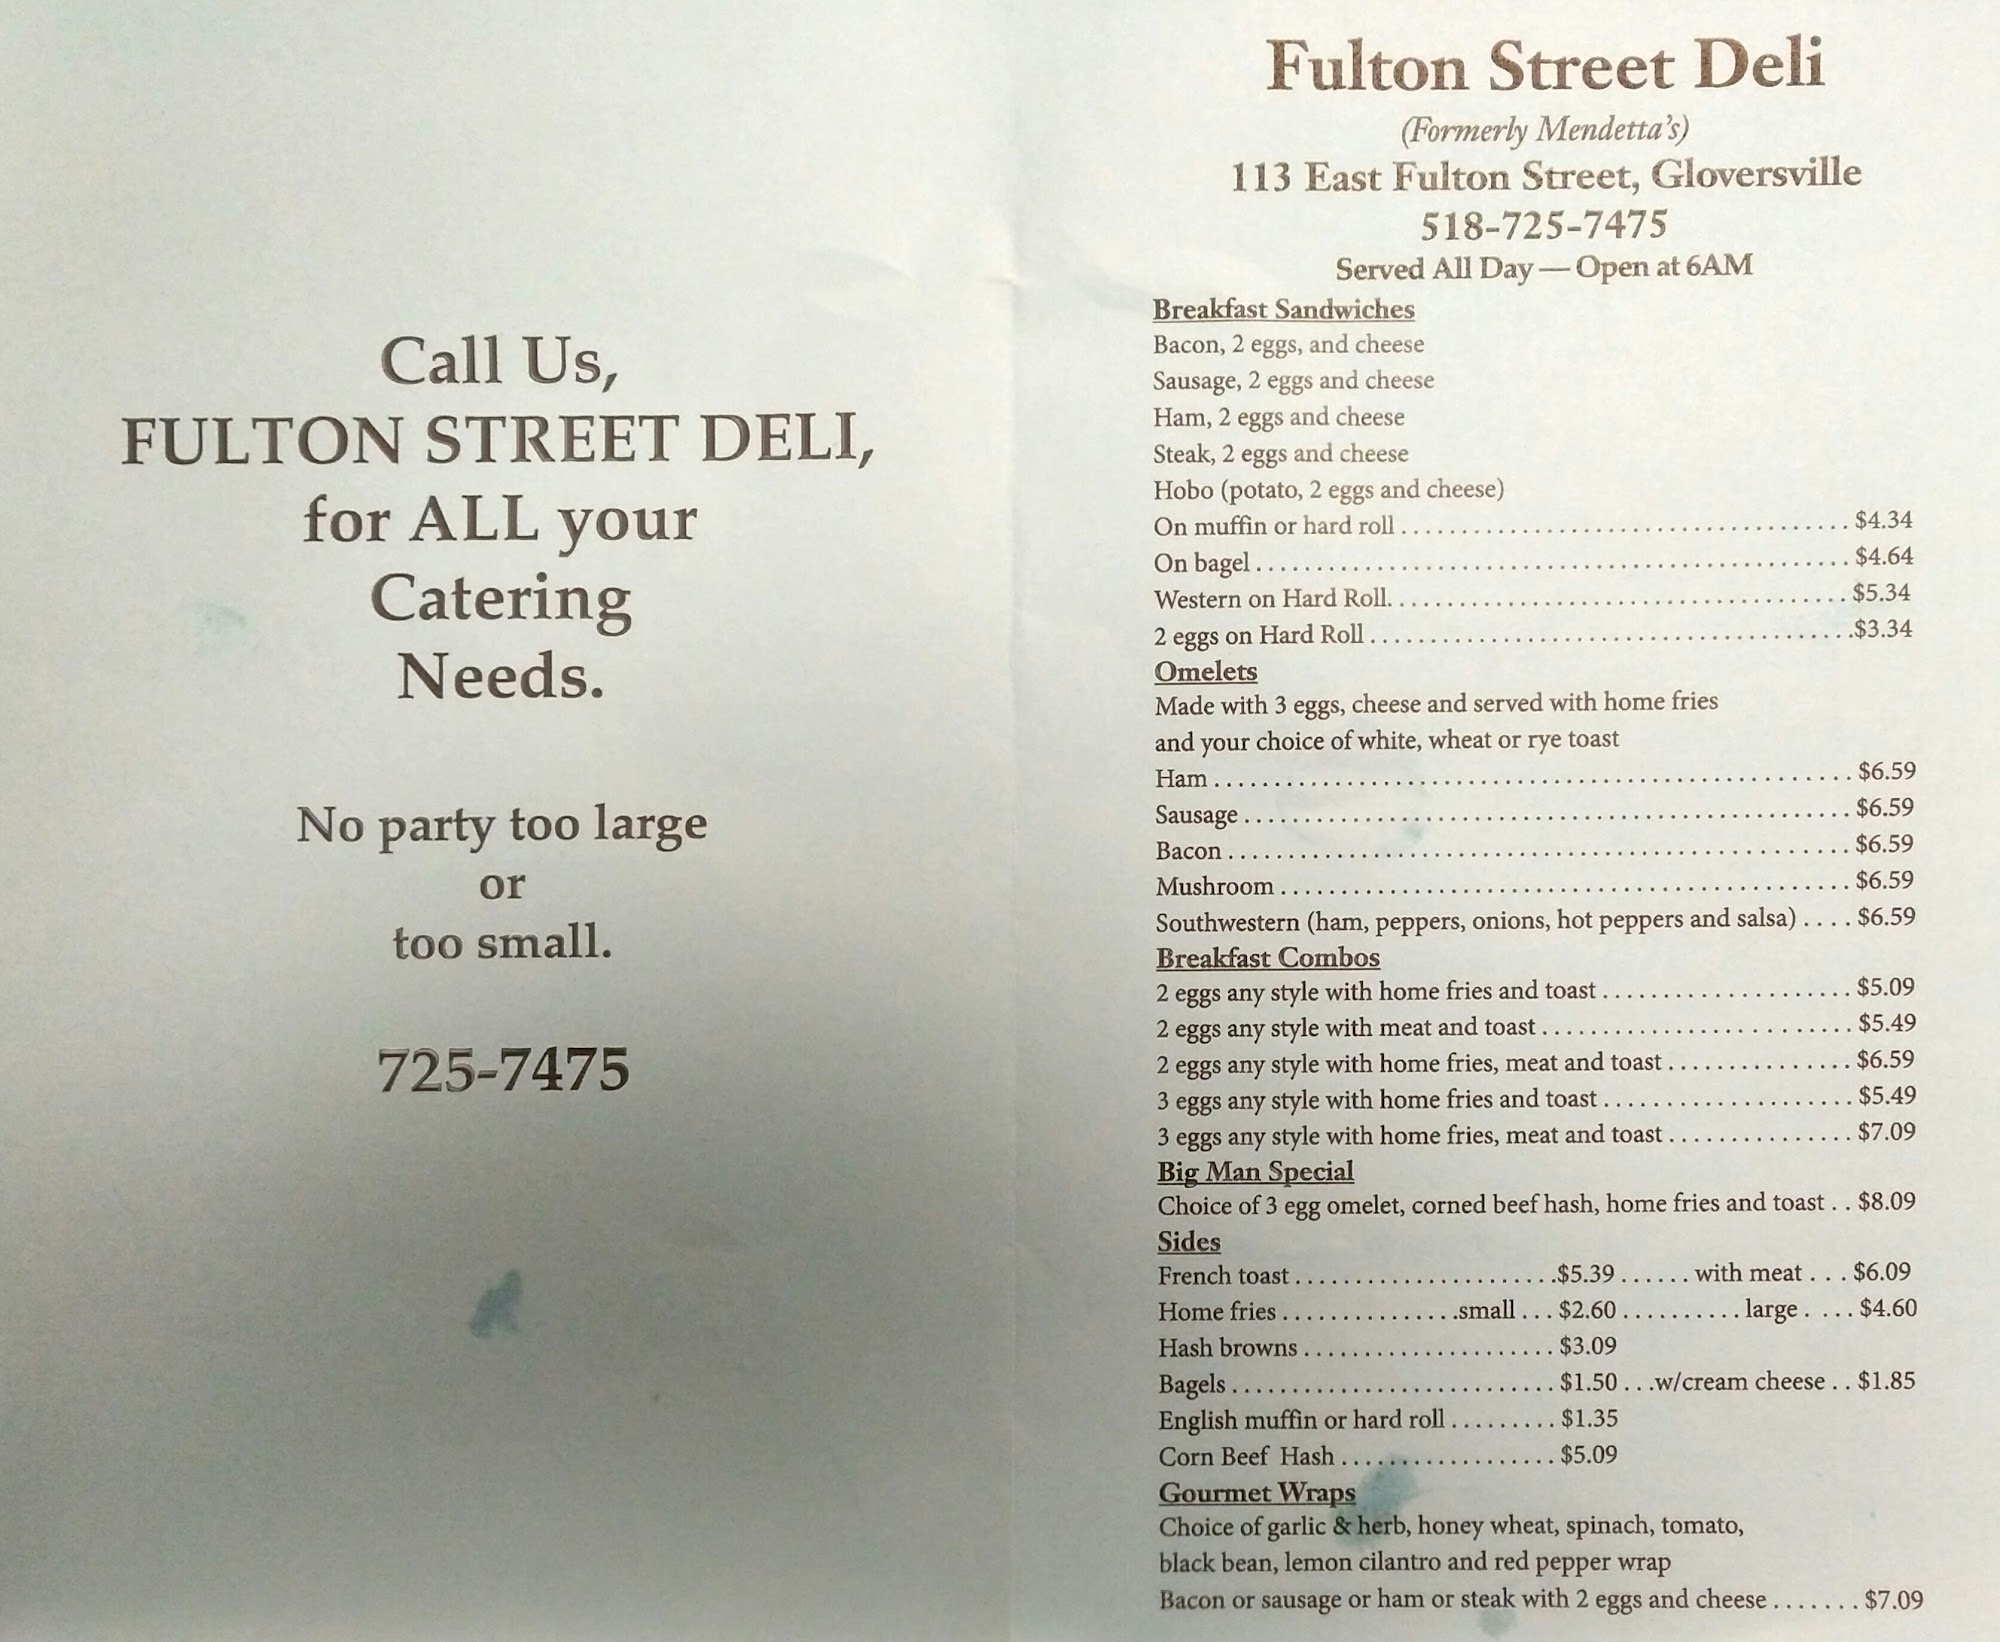 Call Us,
FULTON STREET DELI,
for ALL your
Catering
Needs.
No party too large
or
too small.
725-7475
Fulton Street Deli
(Formerly Mendetta's)
113 East Fulton Street, Gloversville
518-725-7475
Served All Day — Open at 6AM
Breakfast Sandwiches
Bacon, 2 eggs, and cheese
Sausage, 2 eggs and cheese
Ham, 2 eggs and cheese
Steak, 2 eggs and cheese
Hobo (potato, 2 eggs and cheese)
On muffin or hard roll . . . . . $4.34
On bagel . . . . . $4.64
Western on Hard Roll. . . . . . $5.34
2 eggs on Hard Roll . . . . . $3.34
Omelets
Made with 3 eggs, cheese and served with home fries
and your choice of white, wheat or rye toast
Ham . . . . . $6.59
Sausage . . . . . $6.59
Bacon . . . . . $6.59
Mushroom . . . . . $6.59
Southwestern (ham, peppers, onions, hot peppers and salsa) . . . . $6.59
Breakfast Combos
2 eggs any style with home fries and toast . . . . . $5.09
2 eggs any style with meat and toast . . . . . $5.49
2 eggs any style with home fries, meat and toast . . . . . $6.59
3 eggs any style with home fries and toast . . . . . $5.49
3 eggs any style with home fries, meat and toast . . . . . $7.09
Big Man Special
Choice of 3 egg omelet, corned beef hash, home fries and toast . . $8.09
Sides
French toast . . . . . $5.39 . . . . . . with meat . . . $6.09
Home fries . . . . . small . . . $2.60 . . . . . large . . . . $4.60
Hash browns . . . . . $3.09
Bagels . . . . . $1.50 . . .w/cream cheese . . $1.85
English muffin or hard roll . . . . . $1.35
Corn Beef Hash . . . . . $5.09
Gourmet Wraps
Choice of garlic & herb, honey wheat, spinach, tomato,
black bean, lemon cilantro and red pepper wrap
Bacon or sausage or ham or steak with 2 eggs and cheese . . . . . . . $7.09